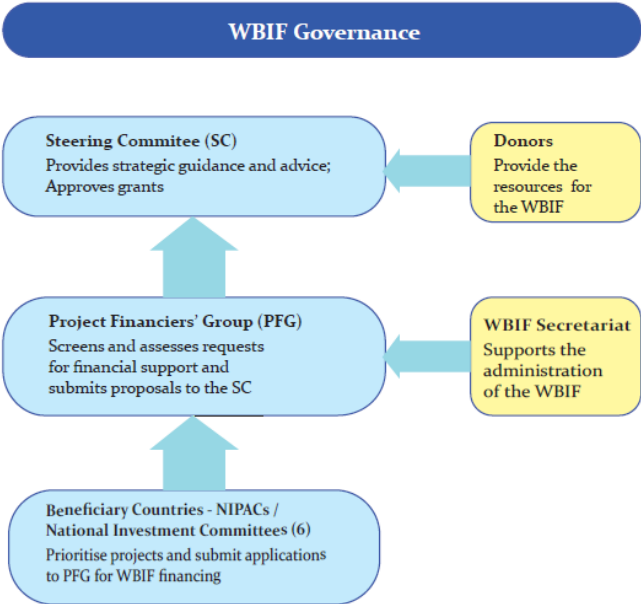 WBIF Governance
Steering Commitee (SC)
Provides strategic guidance and advice;
Approves grants
Donors
Provide the
resources for
the WBIF
Project Financiers' Group (PFG)
Screens and assesses requests
for financial support and
submits proposals to the SC
WBIF Secretariat
Supports the
administration
of the WBIF
Beneficiary Countries - NIPACs /
National Investment Committees (6)
Prioritise projects and submit applications
to PFG for WBIF financing